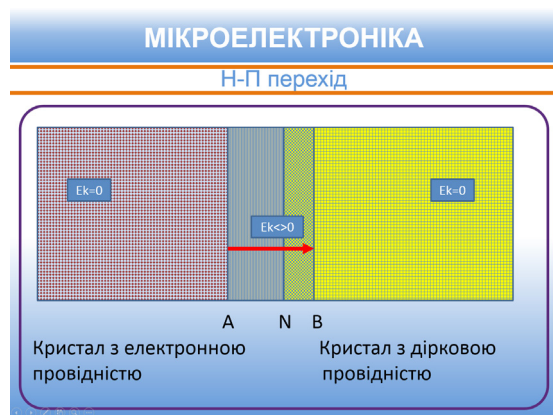 МІКРОЕЛЕКТРОНІКА
Н-П перехід
Ek=0
Ek=0
Ek<>0
A N B
Кристал з електронною
провідністю
Кристал з дірковою
провідністю